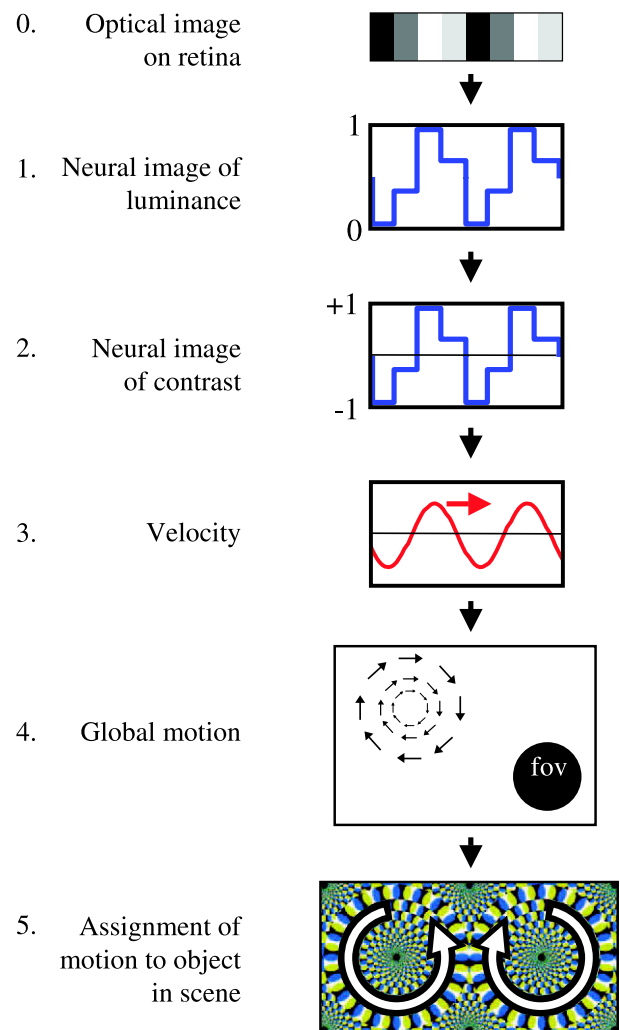 0. Optical image
on retina
1
1. Neural image of
luminance
0
+1
2. Neural image
of contrast
-1
3. Velocity
4. Global motion
fov
5. Assignment of
motion to object
in scene